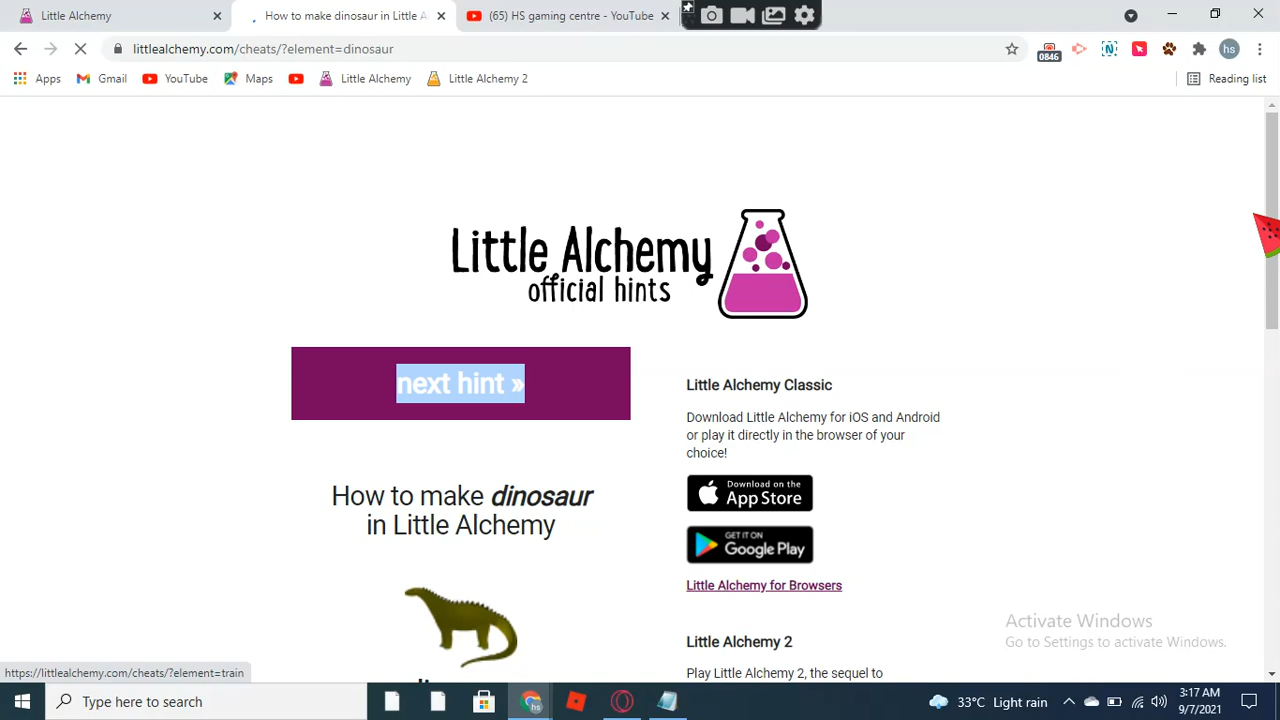 Little Alchemy
How to make dinosaur in Little A
(65) HS gaming centre - YouTube
littlealchemy.com/cheats/?element=dinosaur
0846
hs
Apps
Gmail
YouTube
Maps
Little Alchemy
Little Alchemy 2
Reading list
Little Alchemy
official hints
next hint »
How to make dinosaur
in Little Alchemy
Little Alchemy Classic
Download Little Alchemy for iOS and Android
or play it directly in the browser of your
choice!
Download on the
App Store
GET IT ON
Google Play
Little Alchemy for Browsers
Little Alchemy 2
Play Little Alchemy 2, the sequel to
Activate Windows
Go to Settings to activate Windows.
https://littlealchemy.com/cheats/?element=train
Type here to search
hs
33°C Light rain
3:17 AM
9/7/2021